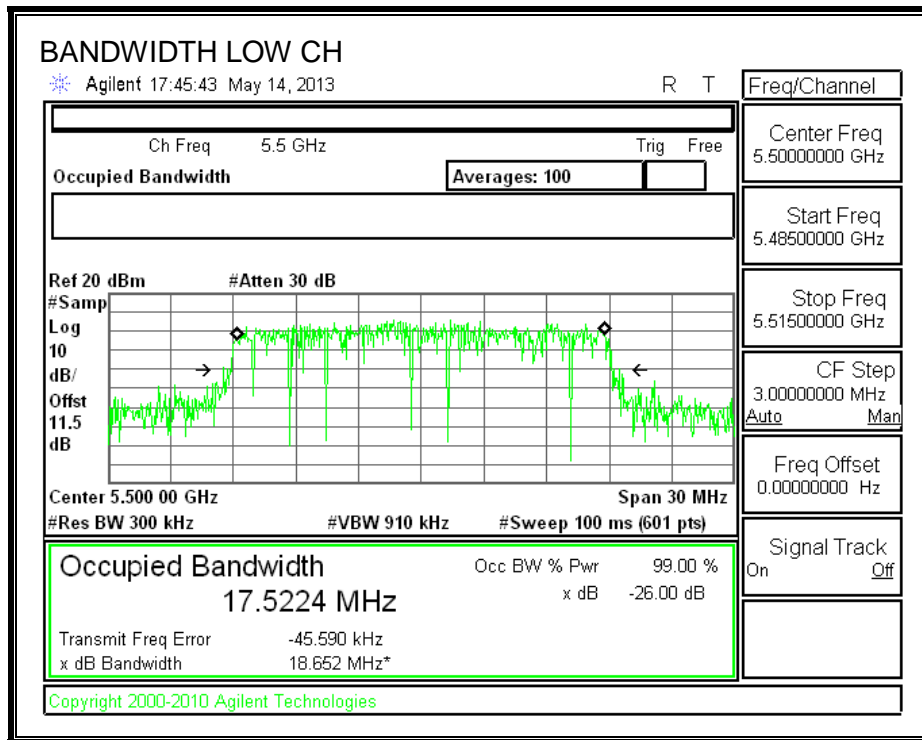 BANDWIDTH LOW CH
Agilent 17:45:43 May 14, 2013 R T
Freq/Channel
Ch Freq 5.5 GHz Trig Free
Occupied Bandwidth Averages: 100
Center Freq
5.50000000 GHz
Start Freq
5.48500000 GHz
Stop Freq
5.51500000 GHz
CF Step
3.00000000 MHz
Auto Man
Freq Offset
0.00000000 Hz
Signal Track
On Off
Ref 20 dBm #Atten 30 dB
#Samp
Log
10
dB/
Offst
11.5
dB
Center 5.500 00 GHz Span 30 MHz
#Res BW 300 kHz #VBW 910 kHz #Sweep 100 ms (601 pts)
Occupied Bandwidth Occ BW % Pwr 99.00 %
17.5224 MHz x dB -26.00 dB
Transmit Freq Error -45.590 kHz
x dB Bandwidth 18.652 MHz*
Copyright 2000-2010 Agilent Technologies